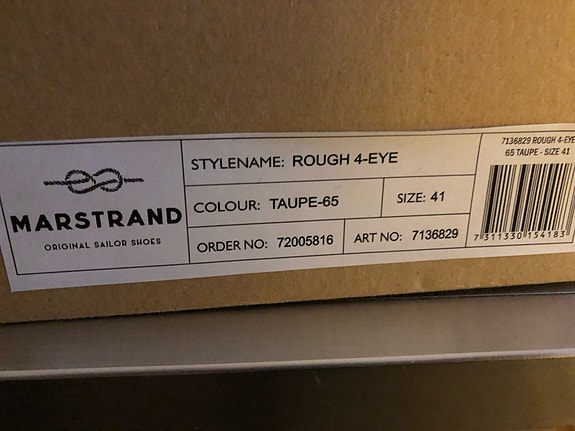 MARSTRAND
ORIGINAL SAILOR SHOES
STYLENAME: ROUGH 4-EYE
COLOUR: TAUPE-65
SIZE: 41
ORDER NO: 72005816
ART NO: 7136829
7136829 ROUGH 4-EYE
65 TAUPE - SIZE 41
7 311330 154183